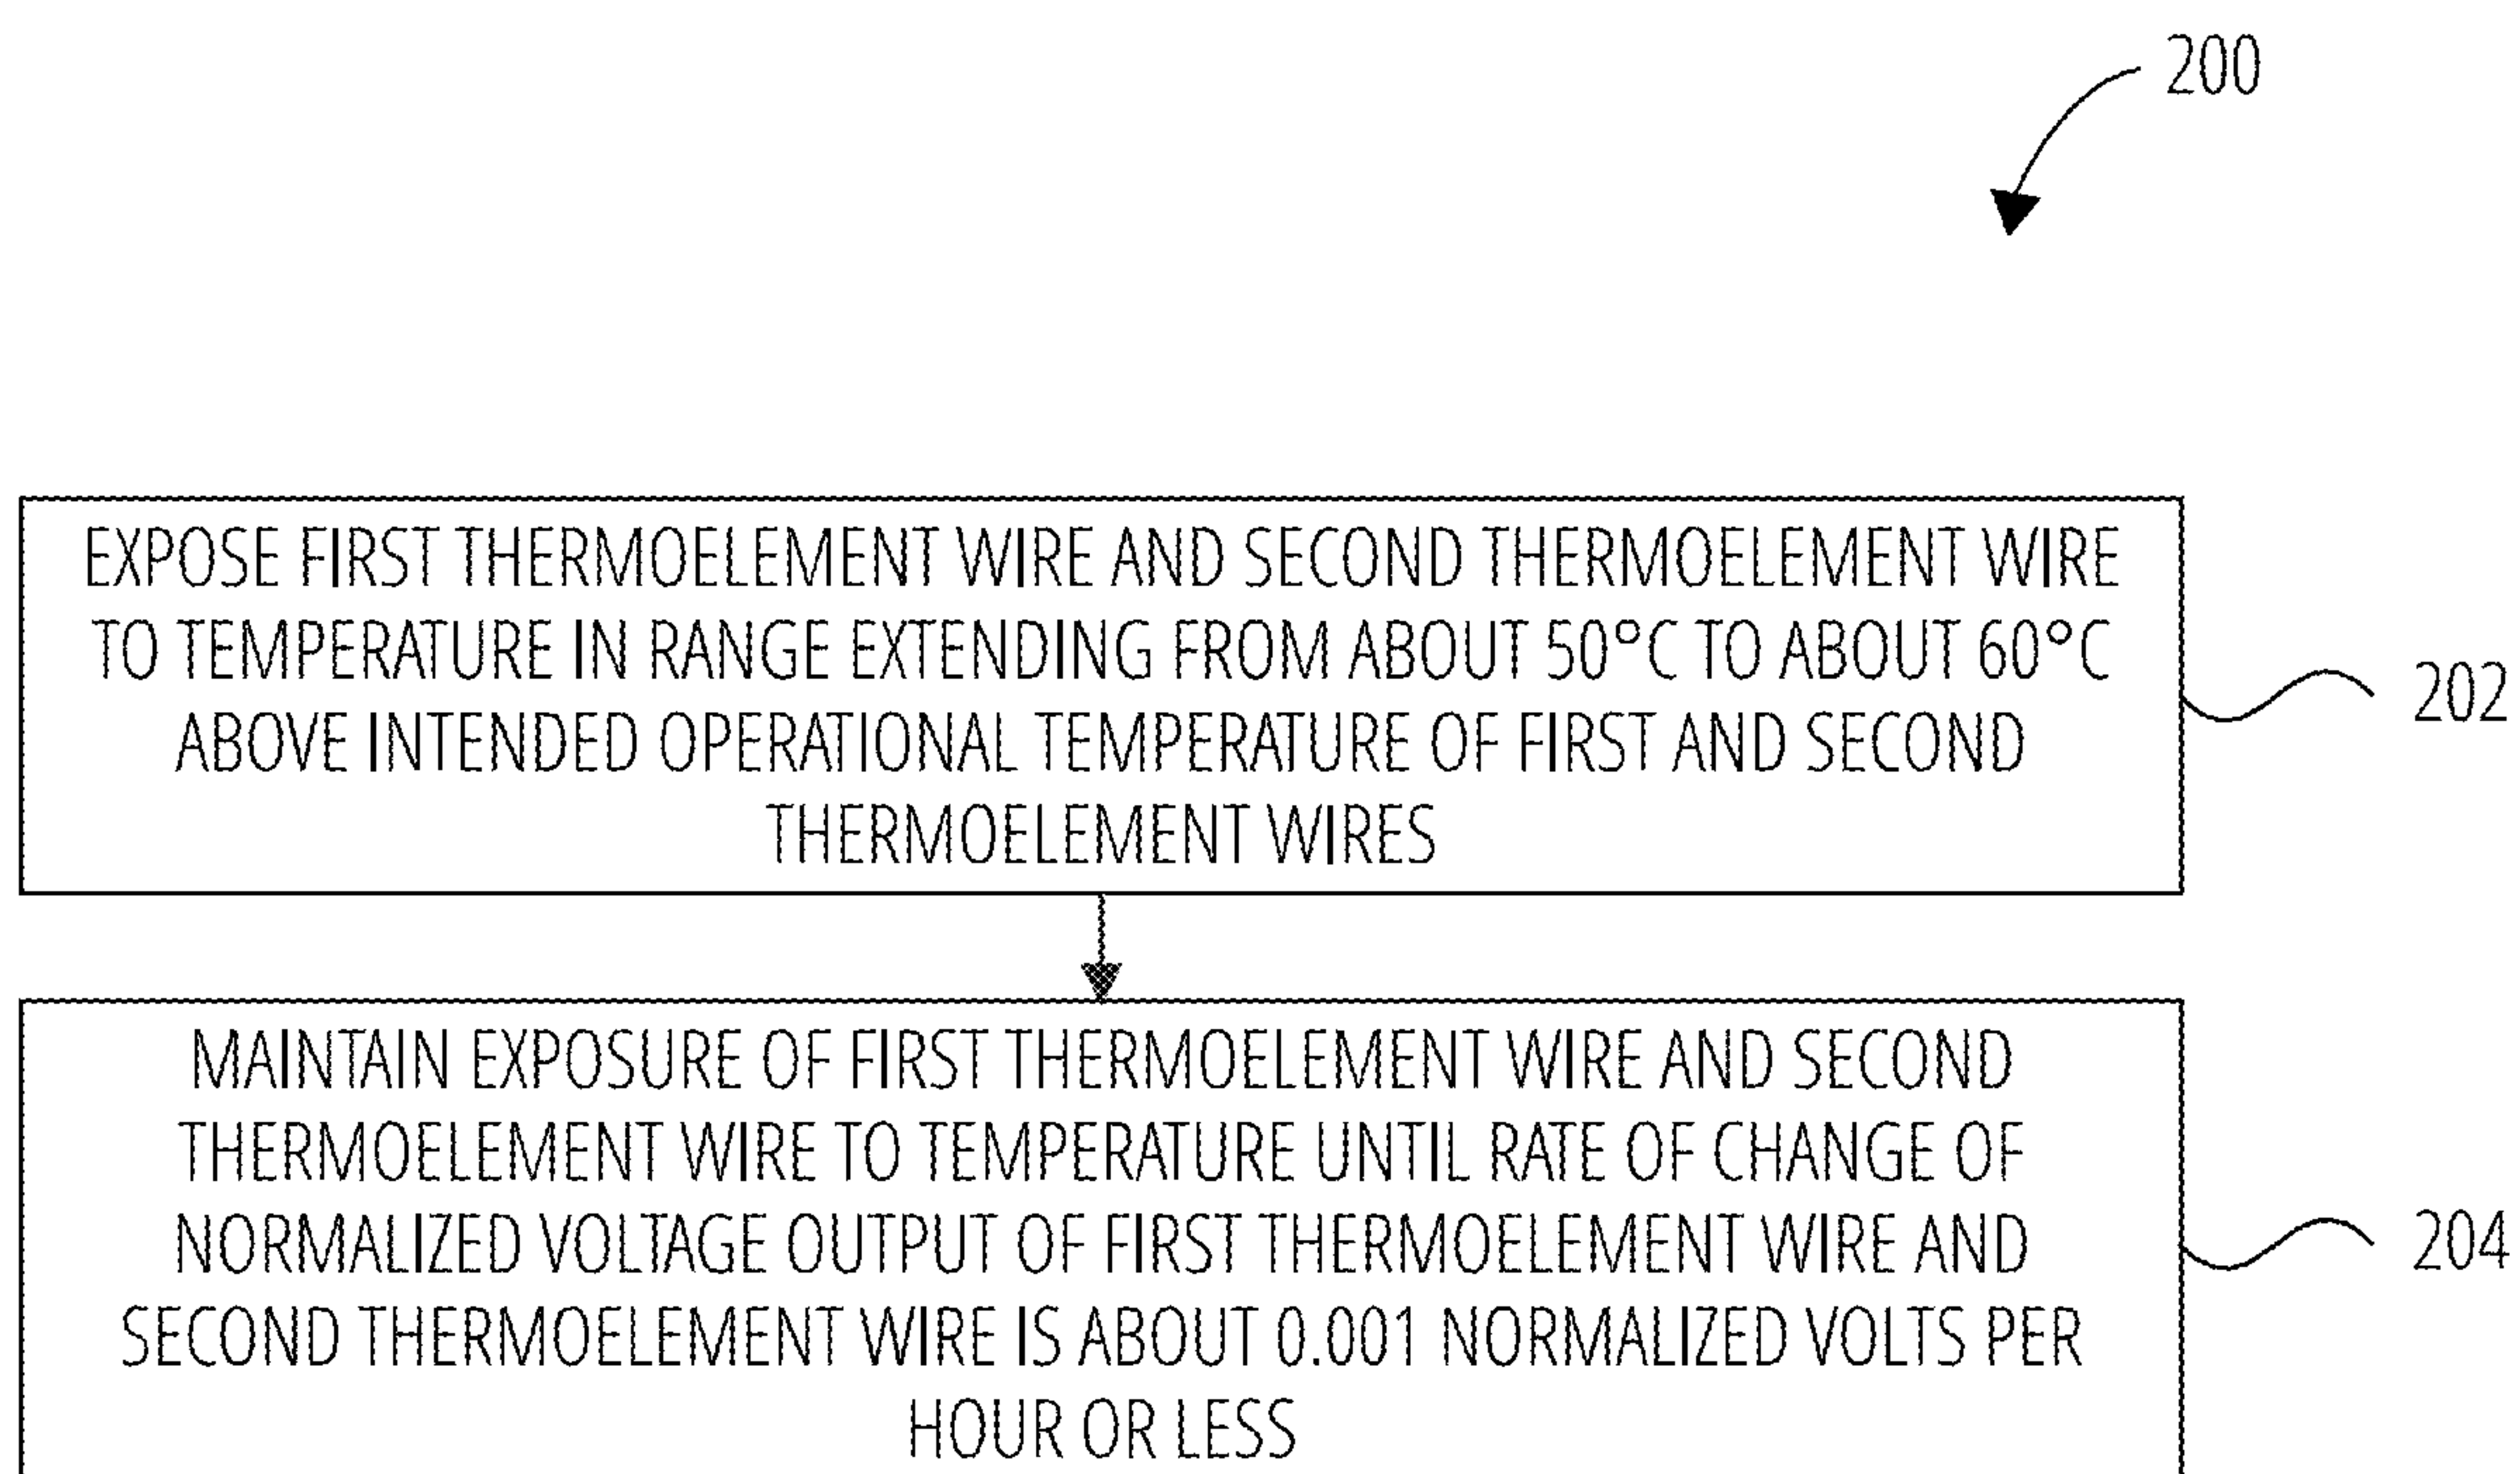 200
EXPOSE FIRST THERMOELEMENT WIRE AND SECOND THERMOELEMENT WIRE
TO TEMPERATURE IN RANGE EXTENDING FROM ABOUT 50°C TO ABOUT 60°C
ABOVE INTENDED OPERATIONAL TEMPERATURE OF FIRST AND SECOND
THERMOELEMENT WIRES
202
MAINTAIN EXPOSURE OF FIRST THERMOELEMENT WIRE AND SECOND
THERMOELEMENT WIRE TO TEMPERATURE UNTIL RATE OF CHANGE OF
NORMALIZED VOLTAGE OUTPUT OF FIRST THERMOELEMENT WIRE AND
SECOND THERMOELEMENT WIRE IS ABOUT 0.001 NORMALIZED VOLTS PER
HOUR OR LESS
204